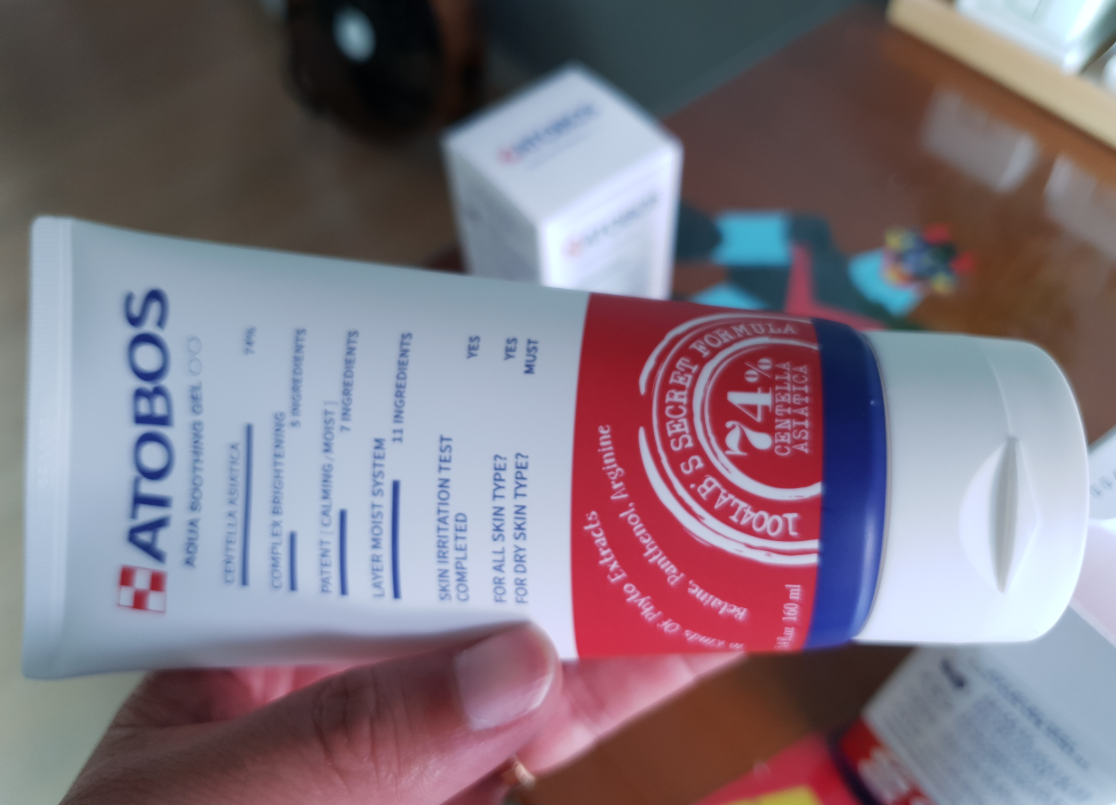 ATOBOS
AQUA SOOTHING GEL
CENTELLA ASIATICA 74%
COMPLEX BRIGHTENING
5 INGREDIENTS
PATENT [ CALMING / MOIST ]
7 INGREDIENTS
LAYER MOIST SYSTEM
11 INGREDIENTS
SKIN IRRITATION TEST YES
COMPLETED
FOR ALL SKIN TYPE? YES
FOR DRY SKIN TYPE? MUST
1004LAB'S SECRET FORMULA
74%
CENTELLA
ASIATICA
Betaine, Panthenol, Arginine
Kinds Of Phyto Extracts
160 ml